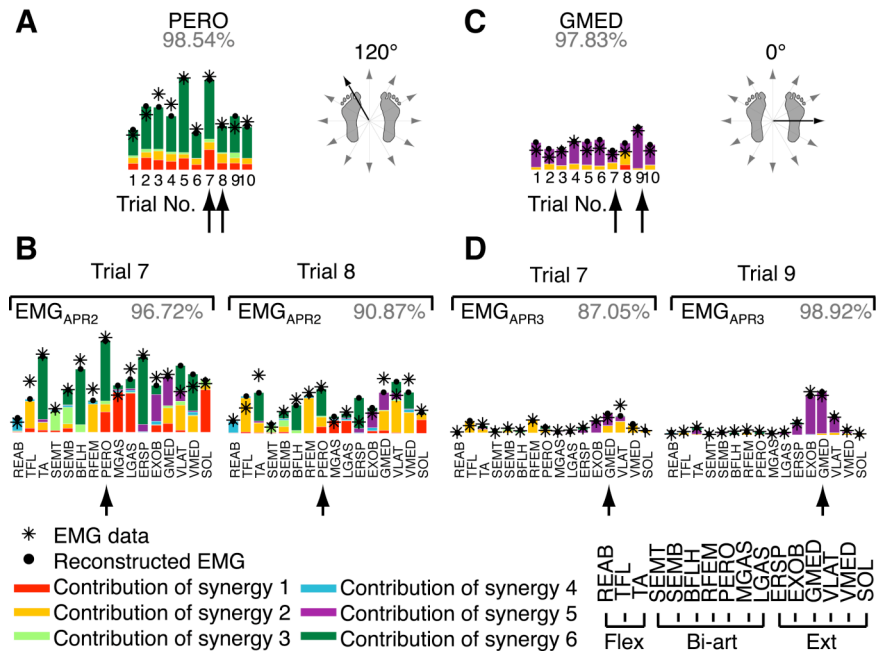 A
PERO
98.54%
120°
1 2 3 4 5 6 7 8 9 10
Trial No.
C
GMED
97.83%
0°
1 2 3 4 5 6 7 8 9 10
Trial No.
B
Trial 7
EMG_APR2 96.72%
REAB TFL TA SEMT SEMB BFLH RFEM PERO MGAS LGAS ERSP EXOB GMED VLAT VMED SOL
Trial 8
EMG_APR2 90.87%
REAB TFL TA SEMT SEMB BFLH RFEM PERO MGAS LGAS ERSP EXOB GMED VLAT VMED SOL
D
Trial 7
EMG_APR3 87.05%
REAB TFL TA SEMT SEMB BFLH RFEM PERO MGAS LGAS ERSP EXOB GMED VLAT VMED SOL
Trial 9
EMG_APR3 98.92%
REAB TFL TA SEMT SEMB BFLH RFEM PERO MGAS LGAS ERSP EXOB GMED VLAT VMED SOL
EMG data
Reconstructed EMG
Contribution of synergy 1
Contribution of synergy 2
Contribution of synergy 3
Contribution of synergy 4
Contribution of synergy 5
Contribution of synergy 6
REAB TFL TA SEMT SEMB BFLH RFEM PERO MGAS LGAS ERSP EXOB GMED VLAT VMED SOL
Flex Bi-art Ext